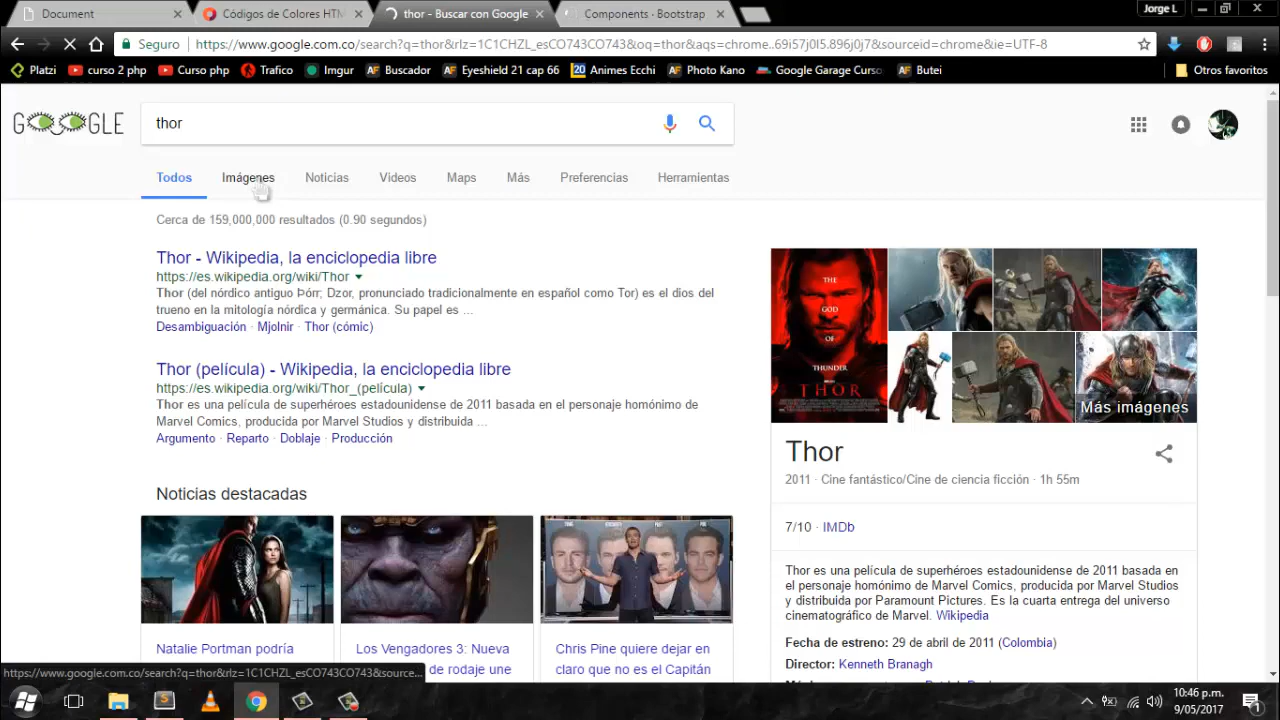 Document
Códigos de Colores HTM
thor - Buscar con Google
Components · Bootstrap
Jorge L
Seguro
https://www.google.com.co/search?q=thor&rlz=1C1CHZL_esCO743CO743&oq=thor&aqs=chrome..69i57j0l5.896j0j7&sourceid=chrome&ie=UTF-8
Platzi
curso 2 php
Curso php
Trafico
Imgur
Buscador
Eyeshield 21 cap 66
Animes Ecchi
Photo Kano
Google Garage Curso
Butei
Otros favoritos
GOOGLE
thor
Todos
Imágenes
Noticias
Videos
Maps
Más
Preferencias
Herramientas
Cerca de 159,000,000 resultados (0.90 segundos)
Thor - Wikipedia, la enciclopedia libre
https://es.wikipedia.org/wiki/Thor
Thor (del nórdico antiguo Þórr; Dzor, pronunciado tradicionalmente en español como Tor) es el dios del
trueno en la mitología nórdica y germánica. Su papel es ...
Desambiguación · Mjolnir · Thor (cómic)
Thor (película) - Wikipedia, la enciclopedia libre
https://es.wikipedia.org/wiki/Thor_(película)
Thor es una película de superhéroes estadounidense de 2011 basada en el personaje homónimo de
Marvel Comics, producida por Marvel Studios y distribuida ...
Argumento · Reparto · Doblaje · Producción
Noticias destacadas
Natalie Portman podría
Los Vengadores 3: Nueva
de rodaje une
Chris Pine quiere dejar en
claro que no es el Capitán
THE
GOD
OF
THUNDER
THOR
Más imágenes
Thor
2011 · Cine fantástico/Cine de ciencia ficción · 1h 55m
7/10 · IMDb
Thor es una película de superhéroes estadounidense de 2011 basada en
el personaje homónimo de Marvel Comics, producida por Marvel Studios
y distribuida por Paramount Pictures. Es la cuarta entrega del universo
cinematográfico de Marvel. Wikipedia
Fecha de estreno: 29 de abril de 2011 (Colombia)
Director: Kenneth Branagh
https://www.google.com.co/search?q=thor&rlz=1C1CHZL_esCO743CO743&source...
10:46 p.m.
9/05/2017